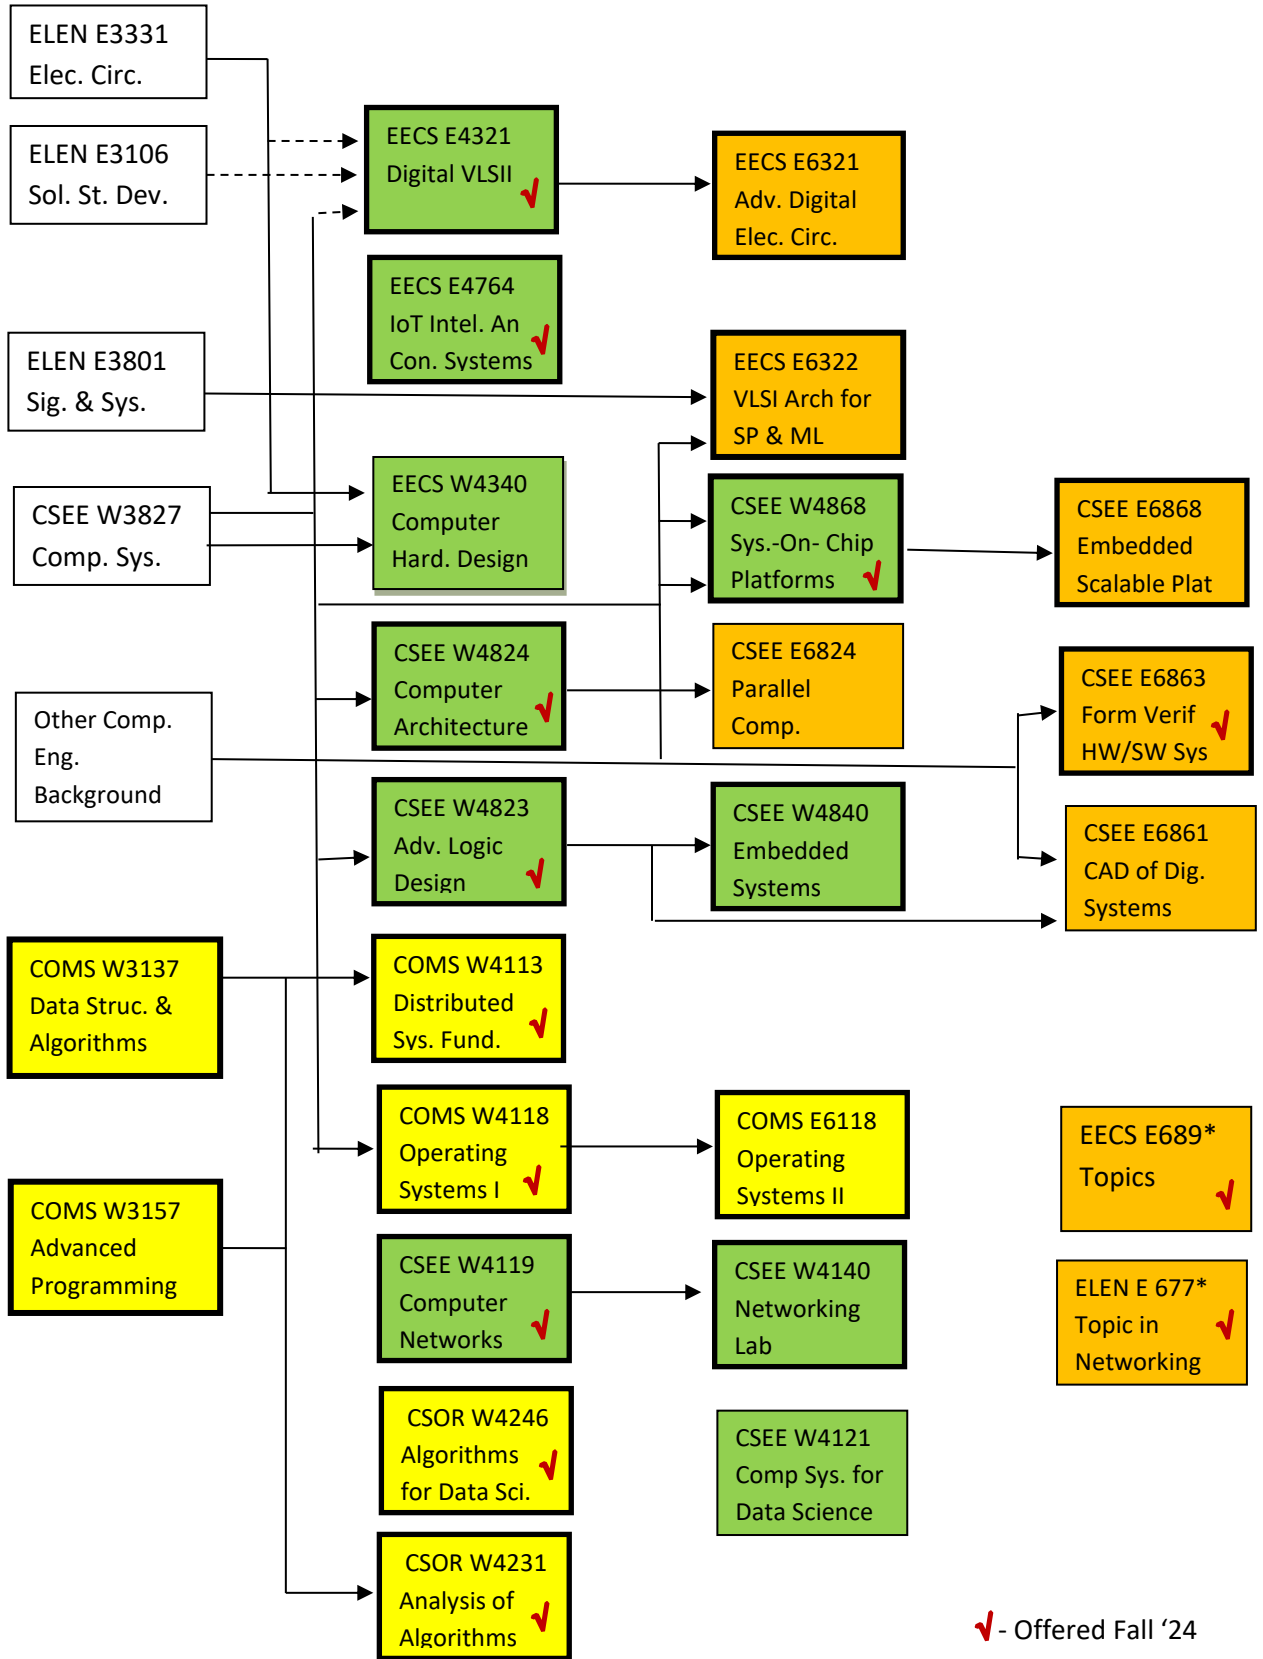 ELEN E3331
Elec. Circ.
ELEN E3106
Sol. St. Dev.
EECS E4321
Digital VLSII
√
EECS E6321
Adv. Digital
Elec. Circ.
EECS E4764
IoT Intel. An
Con. Systems
√
ELEN E3801
Sig. & Sys.
EECS E6322
VLSI Arch for
SP & ML
CSEE W3827
Comp. Sys.
EECS W4340
Computer
Hard. Design
CSEE W4868
Sys.-On- Chip
Platforms √
CSEE E6868
Embedded
Scalable Plat
CSEE W4824
Computer
Architecture
√
CSEE E6824
Parallel
Comp.
CSEE E6863
Form Verif
HW/SW Sys
√
Other Comp.
Eng.
Background
CSEE W4823
Adv. Logic
Design
√
CSEE W4840
Embedded
Systems
CSEE E6861
CAD of Dig.
Systems
COMS W3137
Data Struc. &
Algorithms
COMS W4113
Distributed
Sys. Fund.
√
COMS W4118
Operating
Systems I
√
COMS E6118
Operating
Systems II
EECS E689*
Topics
√
COMS W3157
Advanced
Programming
CSEE W4119
Computer
Networks
√
CSEE W4140
Networking
Lab
ELEN E 677*
Topic in
Networking
√
CSOR W4246
Algorithms
for Data Sci.
√
CSEE W4121
Comp Sys. for
Data Science
CSOR W4231
Analysis of
Algorithms
√
√ - Offered Fall ‘24